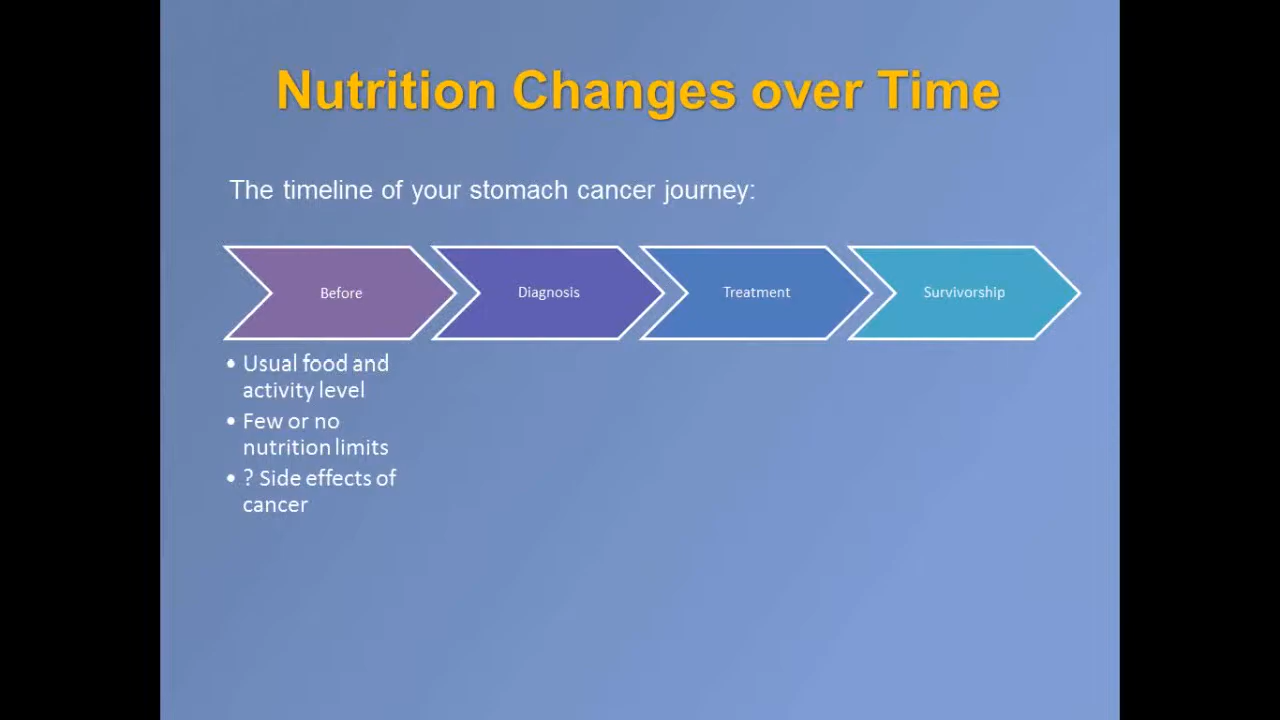 Nutrition Changes over Time
The timeline of your stomach cancer journey:
Before
Diagnosis
Treatment
Survivorship
• Usual food and
activity level
• Few or no
nutrition limits
• ? Side effects of
cancer